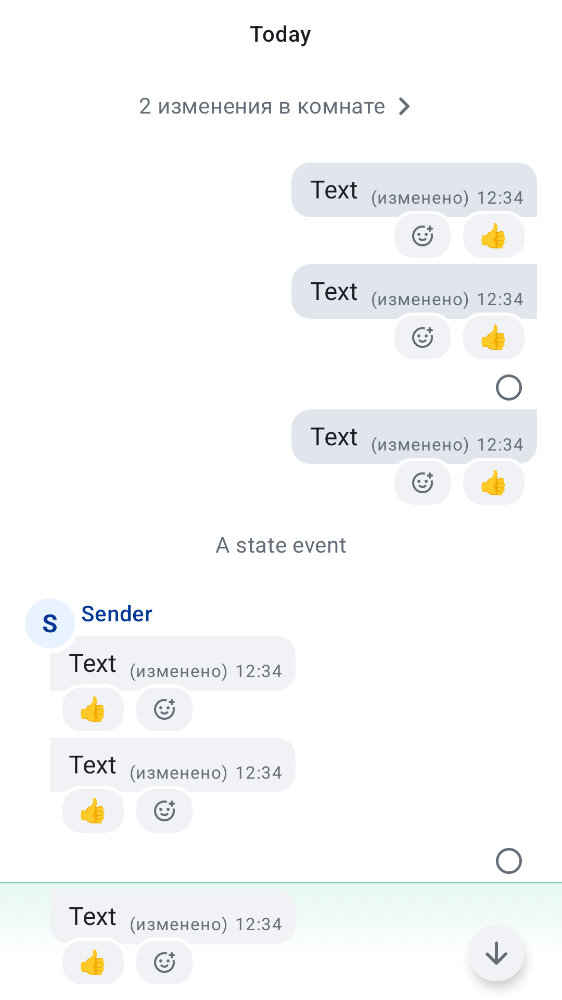 Today
2 изменения в комнате
Text (изменено) 12:34
👍
Text (изменено) 12:34
👍
Text (изменено) 12:34
👍
A state event
S Sender
Text (изменено) 12:34
👍
Text (изменено) 12:34
👍
Text (изменено) 12:34
👍